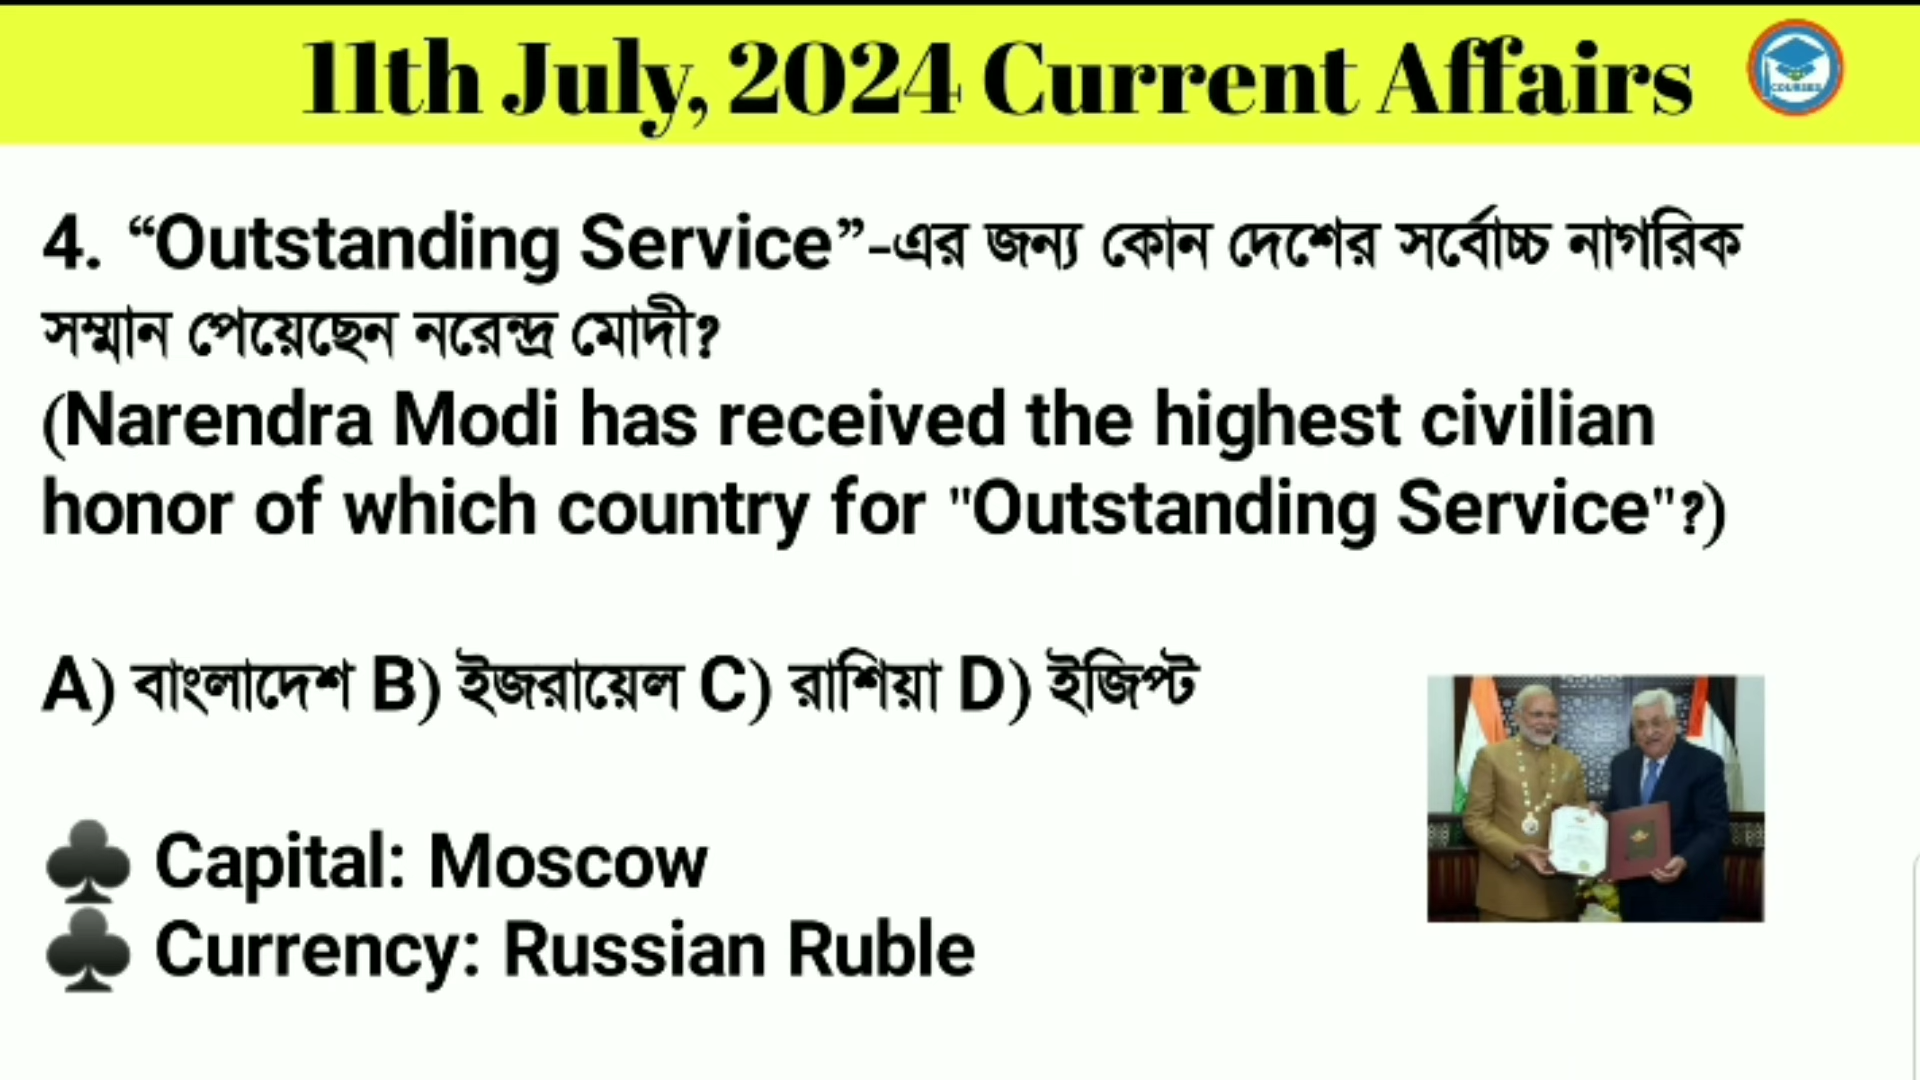 11th July, 2024 Current Affairs
COURSES
4. “Outstanding Service”-এর জন্য কোন দেশের সর্বোচ্চ নাগরিক
সম্মান পেয়েছেন নরেন্দ্র মোদী?
(Narendra Modi has received the highest civilian
honor of which country for "Outstanding Service"?)
A) বাংলাদেশ B) ইজরায়েল C) রাশিয়া D) ইজিপ্ট
♣ Capital: Moscow
♣ Currency: Russian Ruble